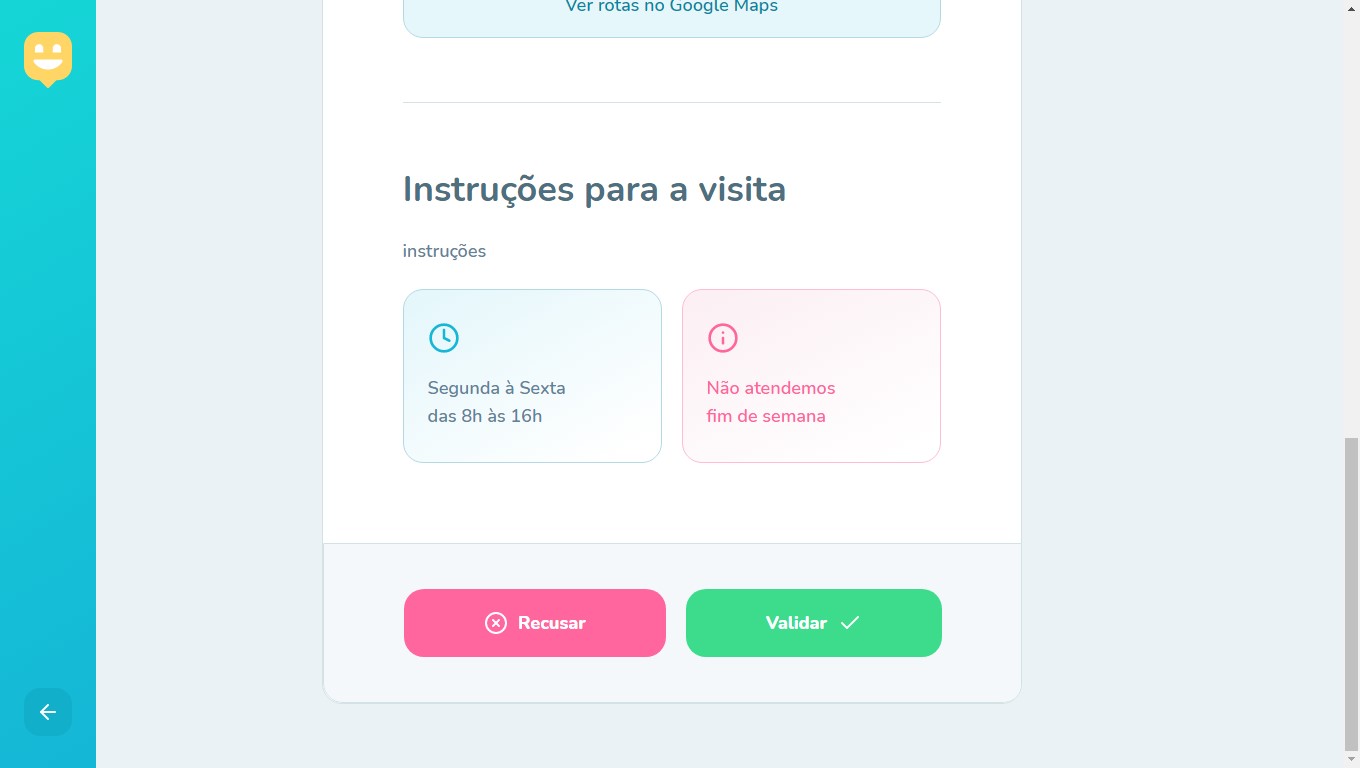 Ver rotas no Google Maps
Instruções para a visita
instruções
Segunda à Sexta
das 8h às 16h
Não atendemos
fim de semana
Recusar
Validar